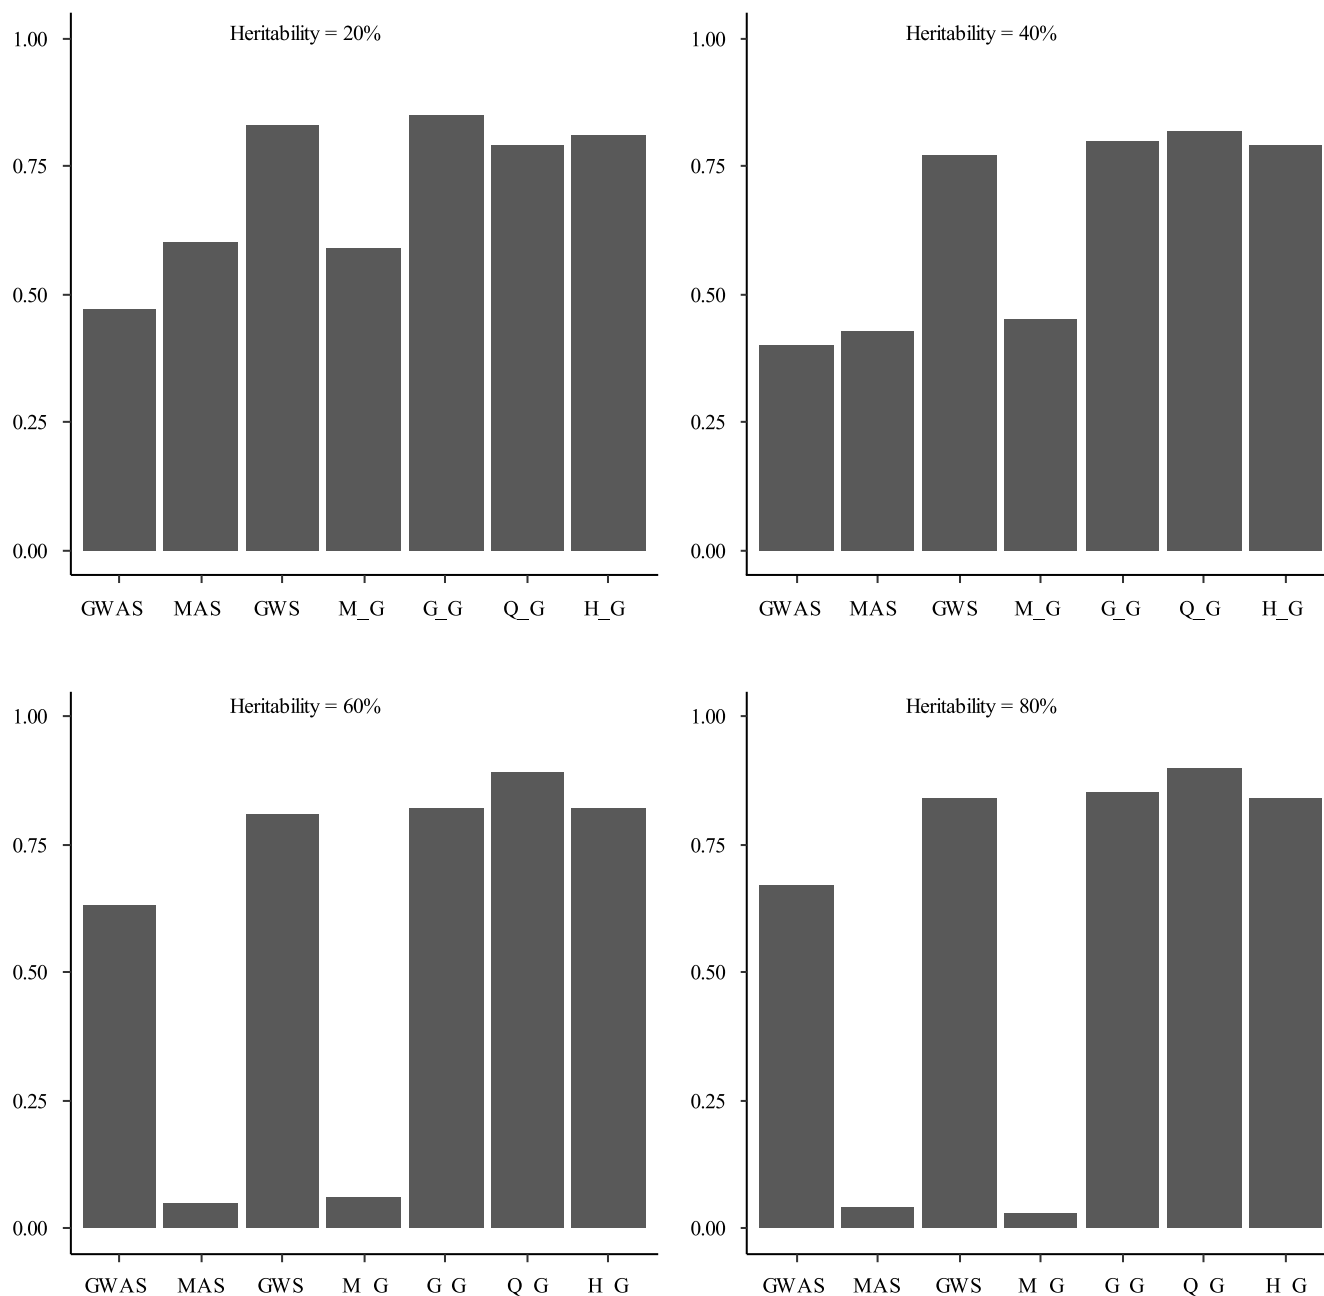 Heritability = 20%
1.00
0.75
0.50
0.25
0.00
GWAS MAS GWS M_G G_G Q_G H_G
Heritability = 40%
1.00
0.75
0.50
0.25
0.00
GWAS MAS GWS M_G G_G Q_G H_G
Heritability = 60%
1.00
0.75
0.50
0.25
0.00
GWAS MAS GWS M G G G Q G H G
Heritability = 80%
1.00
0.75
0.50
0.25
0.00
GWAS MAS GWS M G G G Q G H G